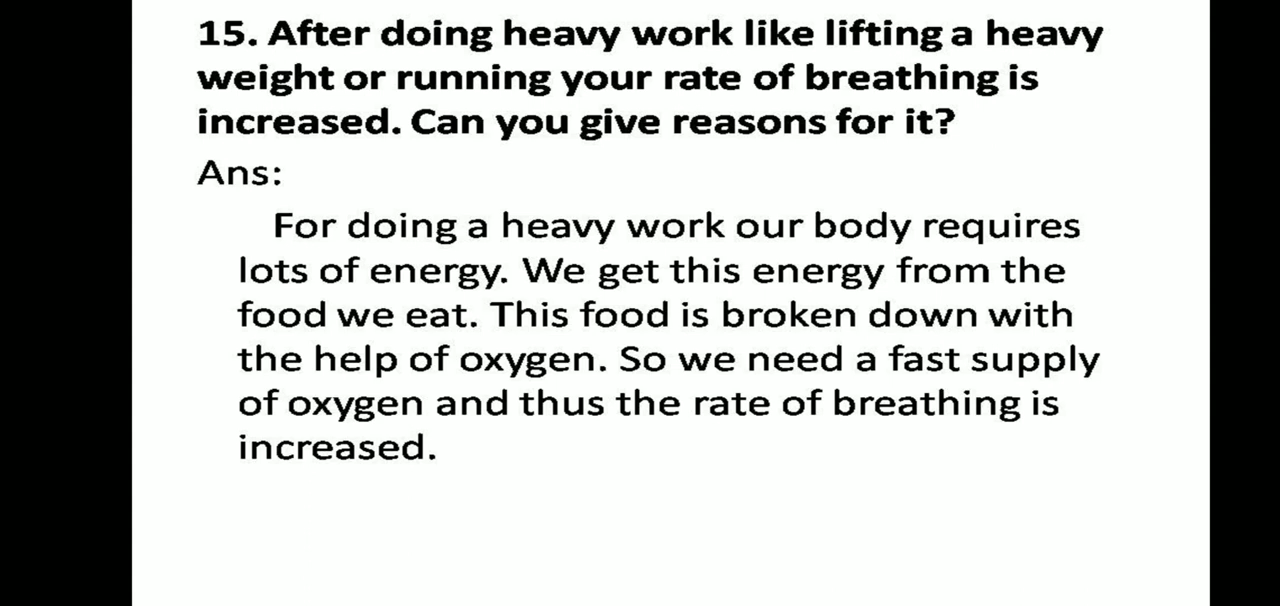 15. After doing heavy work like lifting a heavy
weight or running your rate of breathing is
increased. Can you give reasons for it?
Ans:
For doing a heavy work our body requires
lots of energy. We get this energy from the
food we eat. This food is broken down with
the help of oxygen. So we need a fast supply
of oxygen and thus the rate of breathing is
increased.